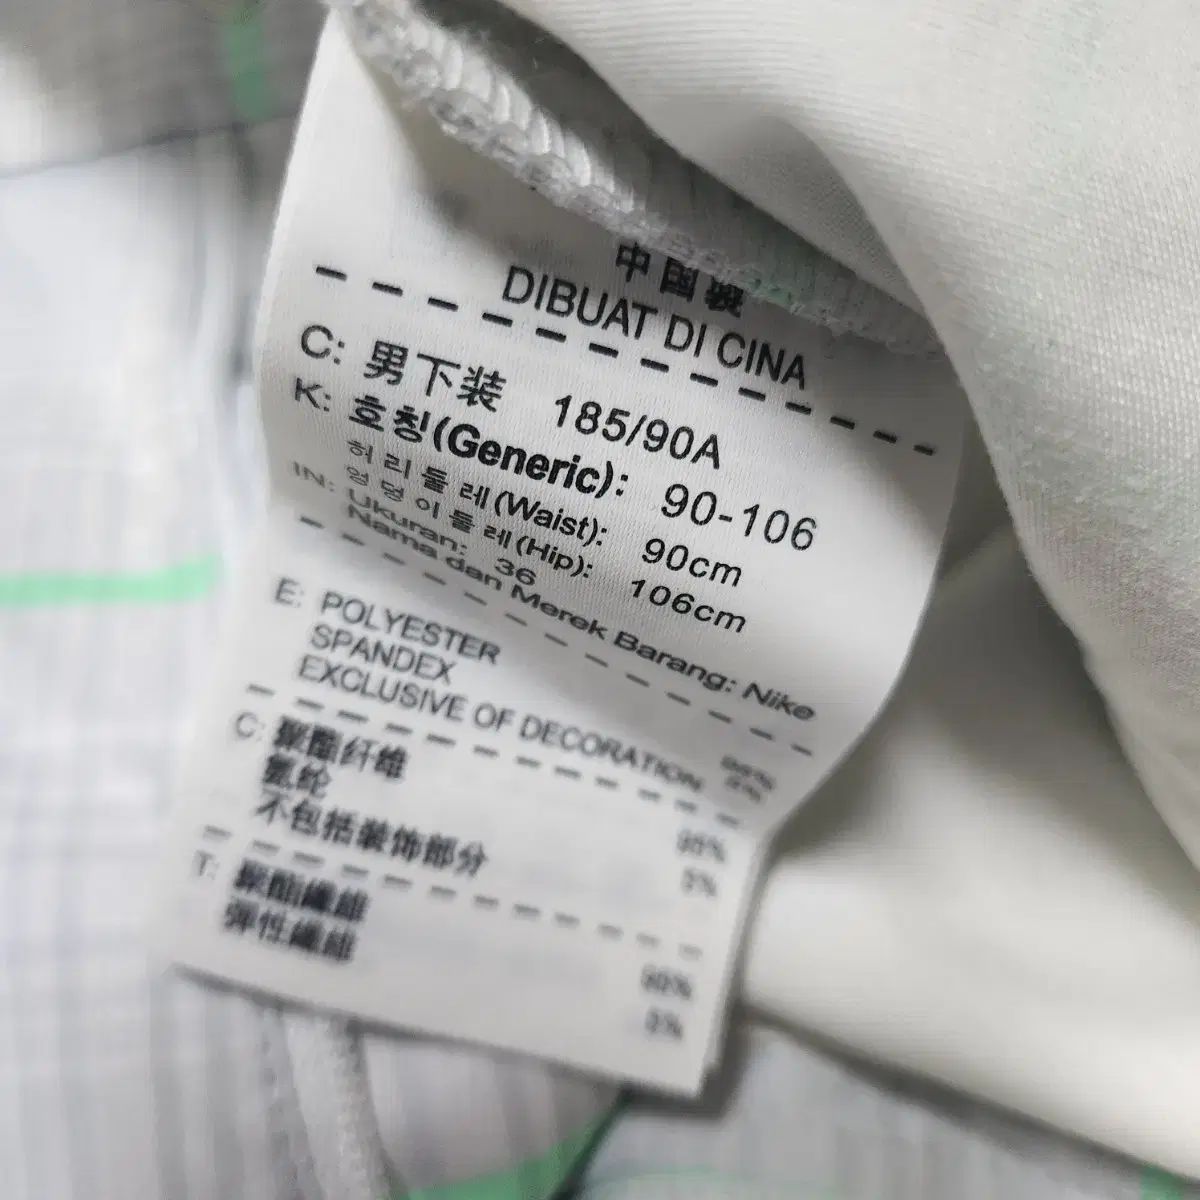 中国製
DIBUAT DI CINA
C: 男下装 185/90A
K: 호칭(Generic): 90-106
허리둘레(Waist): 90cm
엉덩이둘레(Hip): 106cm
IN: Ukuran: 36
Nama dan Merek Barang: Nike
E: POLYESTER
SPANDEX
EXCLUSIVE OF DECORATION
C: 聚酯纤维
氨纶 5%
不包括装饰部分
T: 聚酯纖維
彈性纖維 5%